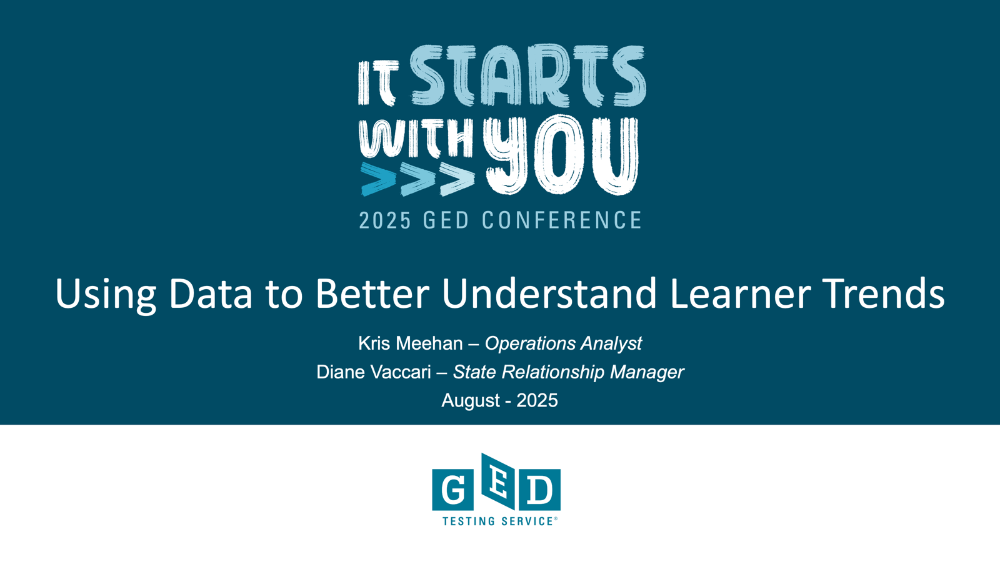 IT STARTS
WITH YOU
>>>
2025 GED CONFERENCE
Using Data to Better Understand Learner Trends
Kris Meehan – Operations Analyst
Diane Vaccari – State Relationship Manager
August - 2025
GED
TESTING SERVICE®